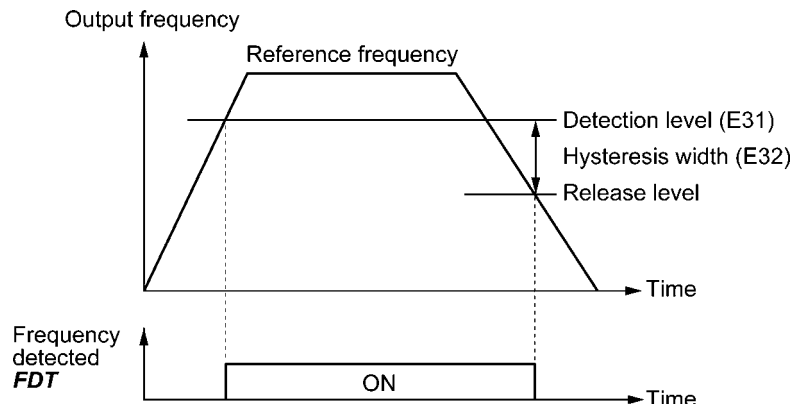 Output frequency
Reference frequency
Detection level (E31)
Hysteresis width (E32)
Release level
Time
Frequency
detected
FDT
ON
Time